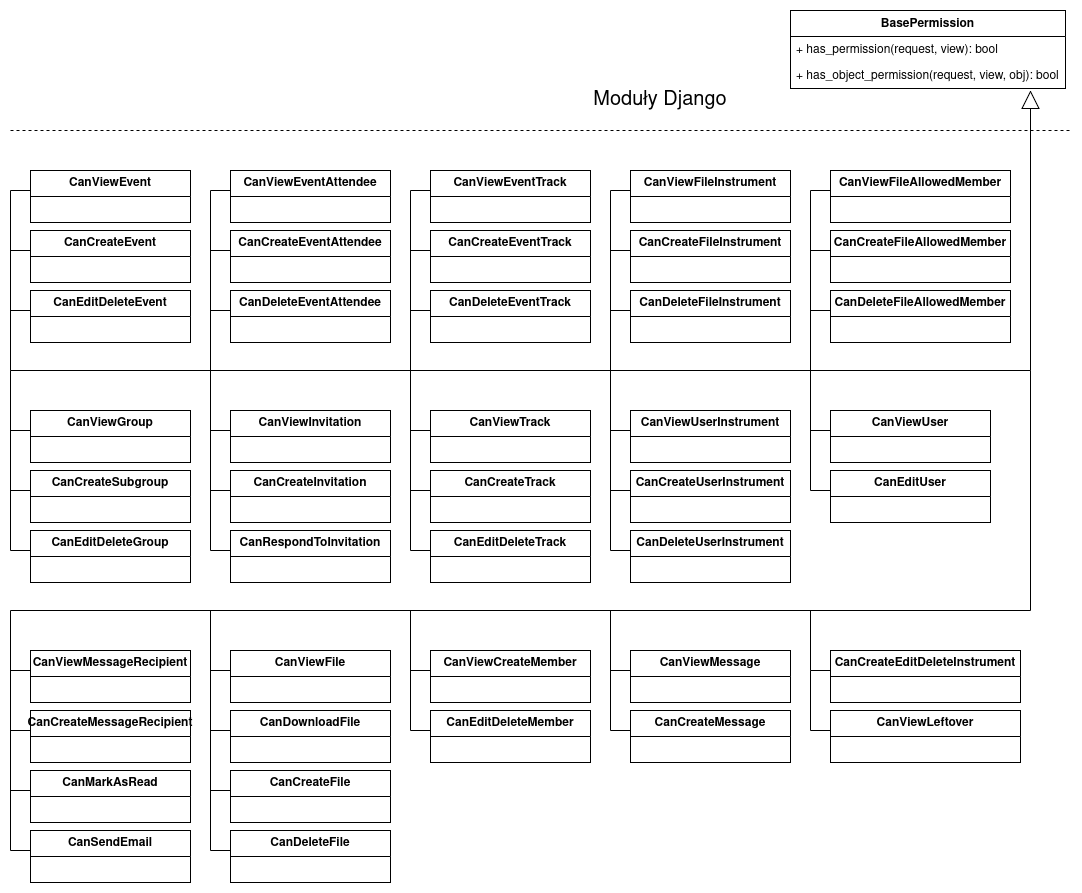 BasePermission
+ has_permission(request, view): bool
+ has_object_permission(request, view, obj): bool
Moduły Django
CanViewEvent
CanCreateEvent
CanEditDeleteEvent
CanViewEventAttendee
CanCreateEventAttendee
CanDeleteEventAttendee
CanViewEventTrack
CanCreateEventTrack
CanDeleteEventTrack
CanViewFileInstrument
CanCreateFileInstrument
CanDeleteFileInstrument
CanViewFileAllowedMember
CanCreateFileAllowedMember
CanDeleteFileAllowedMember
CanViewGroup
CanCreateSubgroup
CanEditDeleteGroup
CanViewInvitation
CanCreateInvitation
CanRespondToInvitation
CanViewTrack
CanCreateTrack
CanEditDeleteTrack
CanViewUserInstrument
CanCreateUserInstrument
CanDeleteUserInstrument
CanViewUser
CanEditUser
CanViewMessageRecipient
CanCreateMessageRecipient
CanMarkAsRead
CanSendEmail
CanViewFile
CanDownloadFile
CanCreateFile
CanDeleteFile
CanViewCreateMember
CanEditDeleteMember
CanViewMessage
CanCreateMessage
CanCreateEditDeleteInstrument
CanViewLeftover